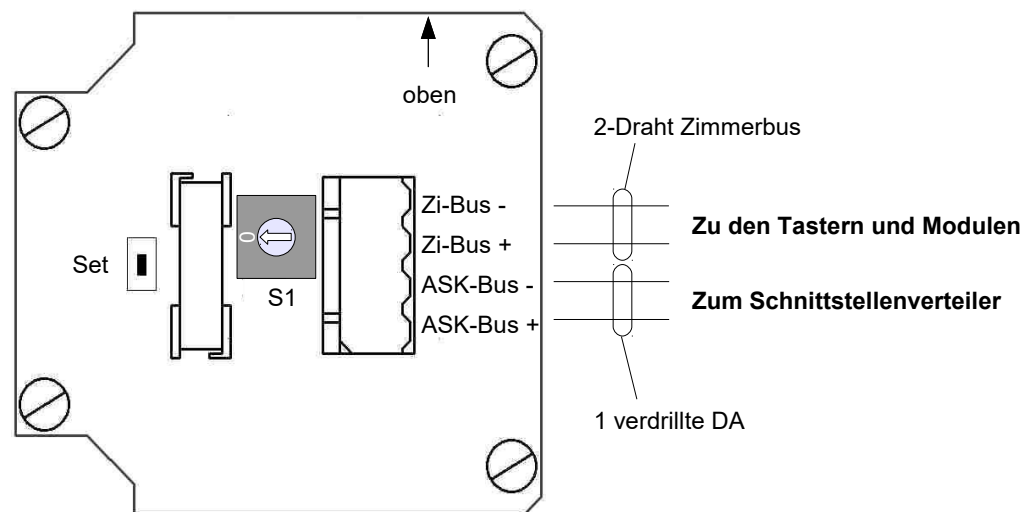 oben
2-Draht Zimmerbus
Zi-Bus -
Zi-Bus +
Zu den Tastern und Modulen
Set
0
S1
ASK-Bus -
ASK-Bus +
Zum Schnittstellenverteiler
1 verdrillte DA